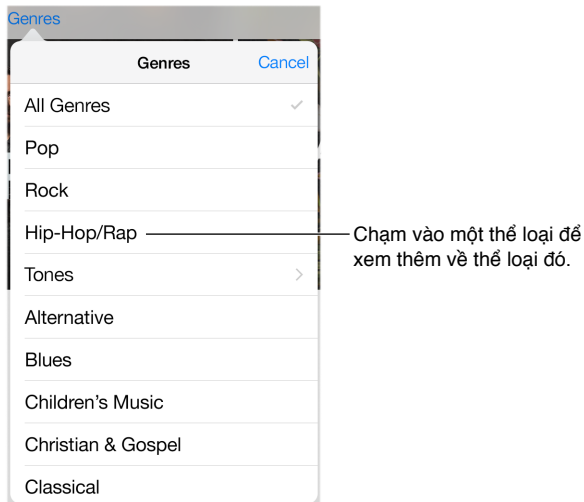 Genres
Genres Cancel
All Genres
Pop
Rock
Hip-Hop/Rap
Chạm vào một thể loại để
xem thêm về thể loại đó.
Tones
Alternative
Blues
Children’s Music
Christian & Gospel
Classical